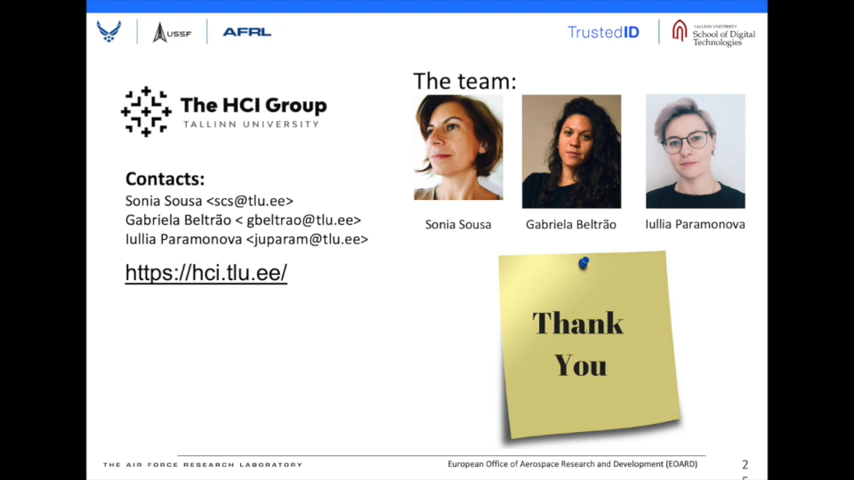 USSF
AFRL
TrustedID
TALLINN UNIVERSITY
School of Digital
Technologies
The HCI Group
TALLINN UNIVERSITY
The team:
Contacts:
Sonia Sousa <scs@tlu.ee>
Gabriela Beltrão < gbeltrao@tlu.ee>
Iullia Paramonova <juparam@tlu.ee>
https://hci.tlu.ee/
Sonia Sousa
Gabriela Beltrão
Iullia Paramonova
Thank
You
THE AIR FORCE RESEARCH LABORATORY
European Office of Aerospace Research and Development (EOARD)
2
5